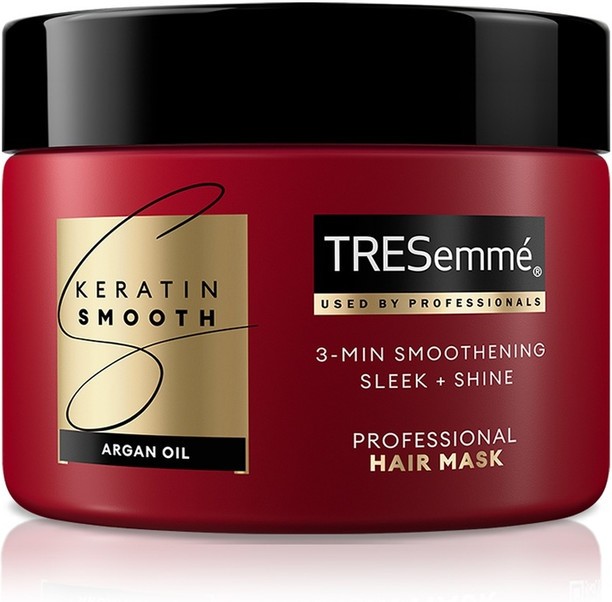 KERATIN
SMOOTH
ARGAN OIL
TRESemmé®
USED BY PROFESSIONALS
3-MIN SMOOTHENING
SLEEK + SHINE
PROFESSIONAL
HAIR MASK